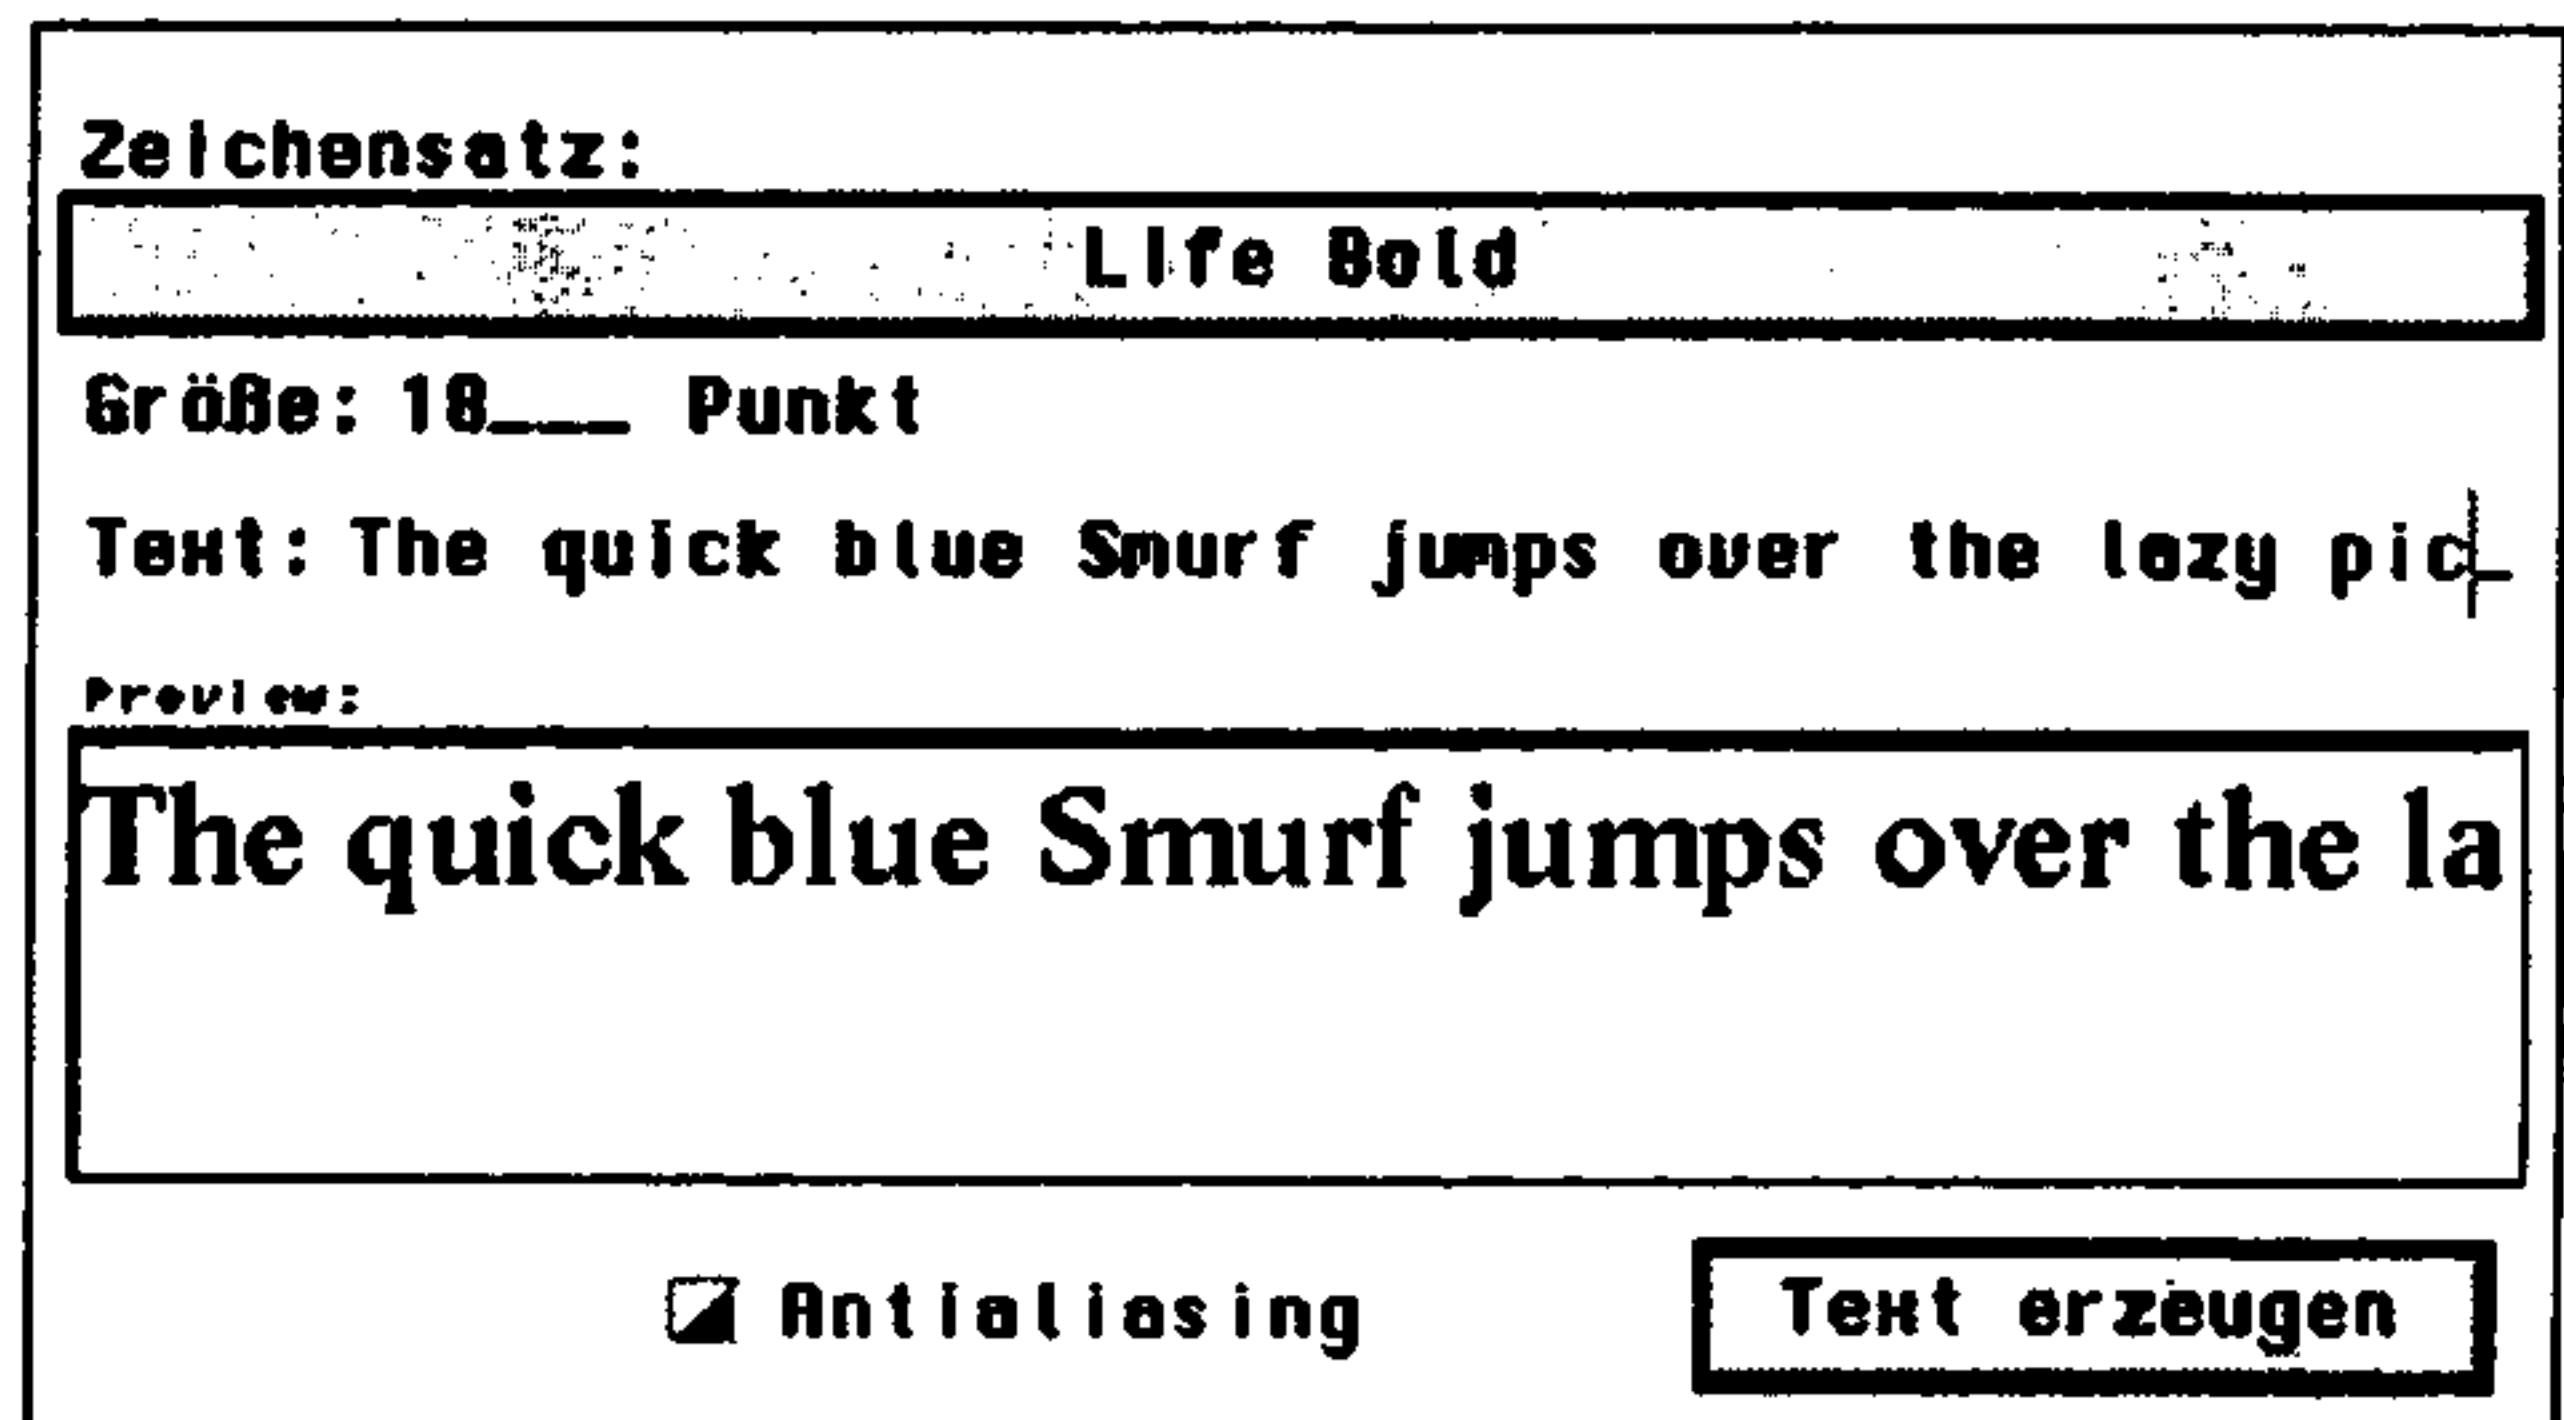 Zeichensatz:
Life Bold
Größe: 18___ Punkt
Text: The quick blue Smurf jumps over the lazy pic_
Preview:
The quick blue Smurf jumps over the la
Antialiasing
Text erzeugen